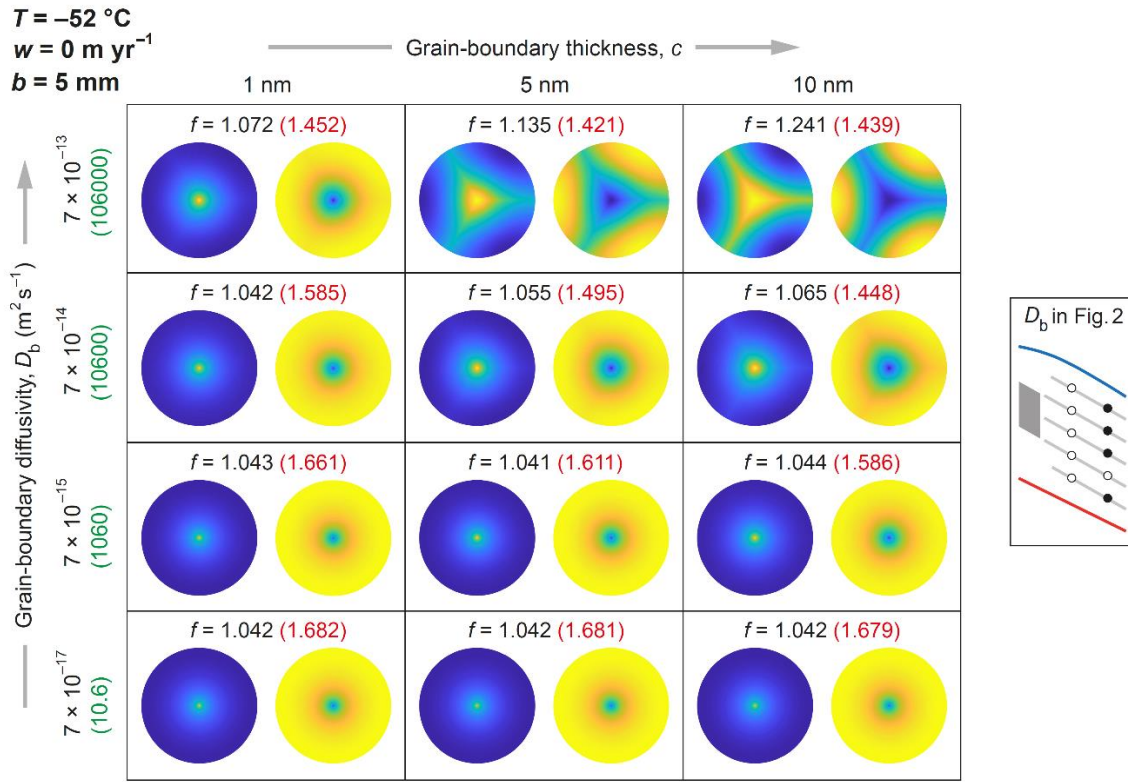 T = −52 °C
w = 0 m yr⁻¹
b = 5 mm
Grain-boundary thickness, c
1 nm 5 nm 10 nm
Grain-boundary diffusivity, D_b (m² s⁻¹)
7 × 10⁻¹³
(106000)
f = 1.072 (1.452) f = 1.135 (1.421) f = 1.241 (1.439)
7 × 10⁻¹⁴
(10600)
f = 1.042 (1.585) f = 1.055 (1.495) f = 1.065 (1.448)
7 × 10⁻¹⁵
(1060)
f = 1.043 (1.661) f = 1.041 (1.611) f = 1.044 (1.586)
7 × 10⁻¹⁷
(10.6)
f = 1.042 (1.682) f = 1.042 (1.681) f = 1.042 (1.679)
D_b in Fig. 2